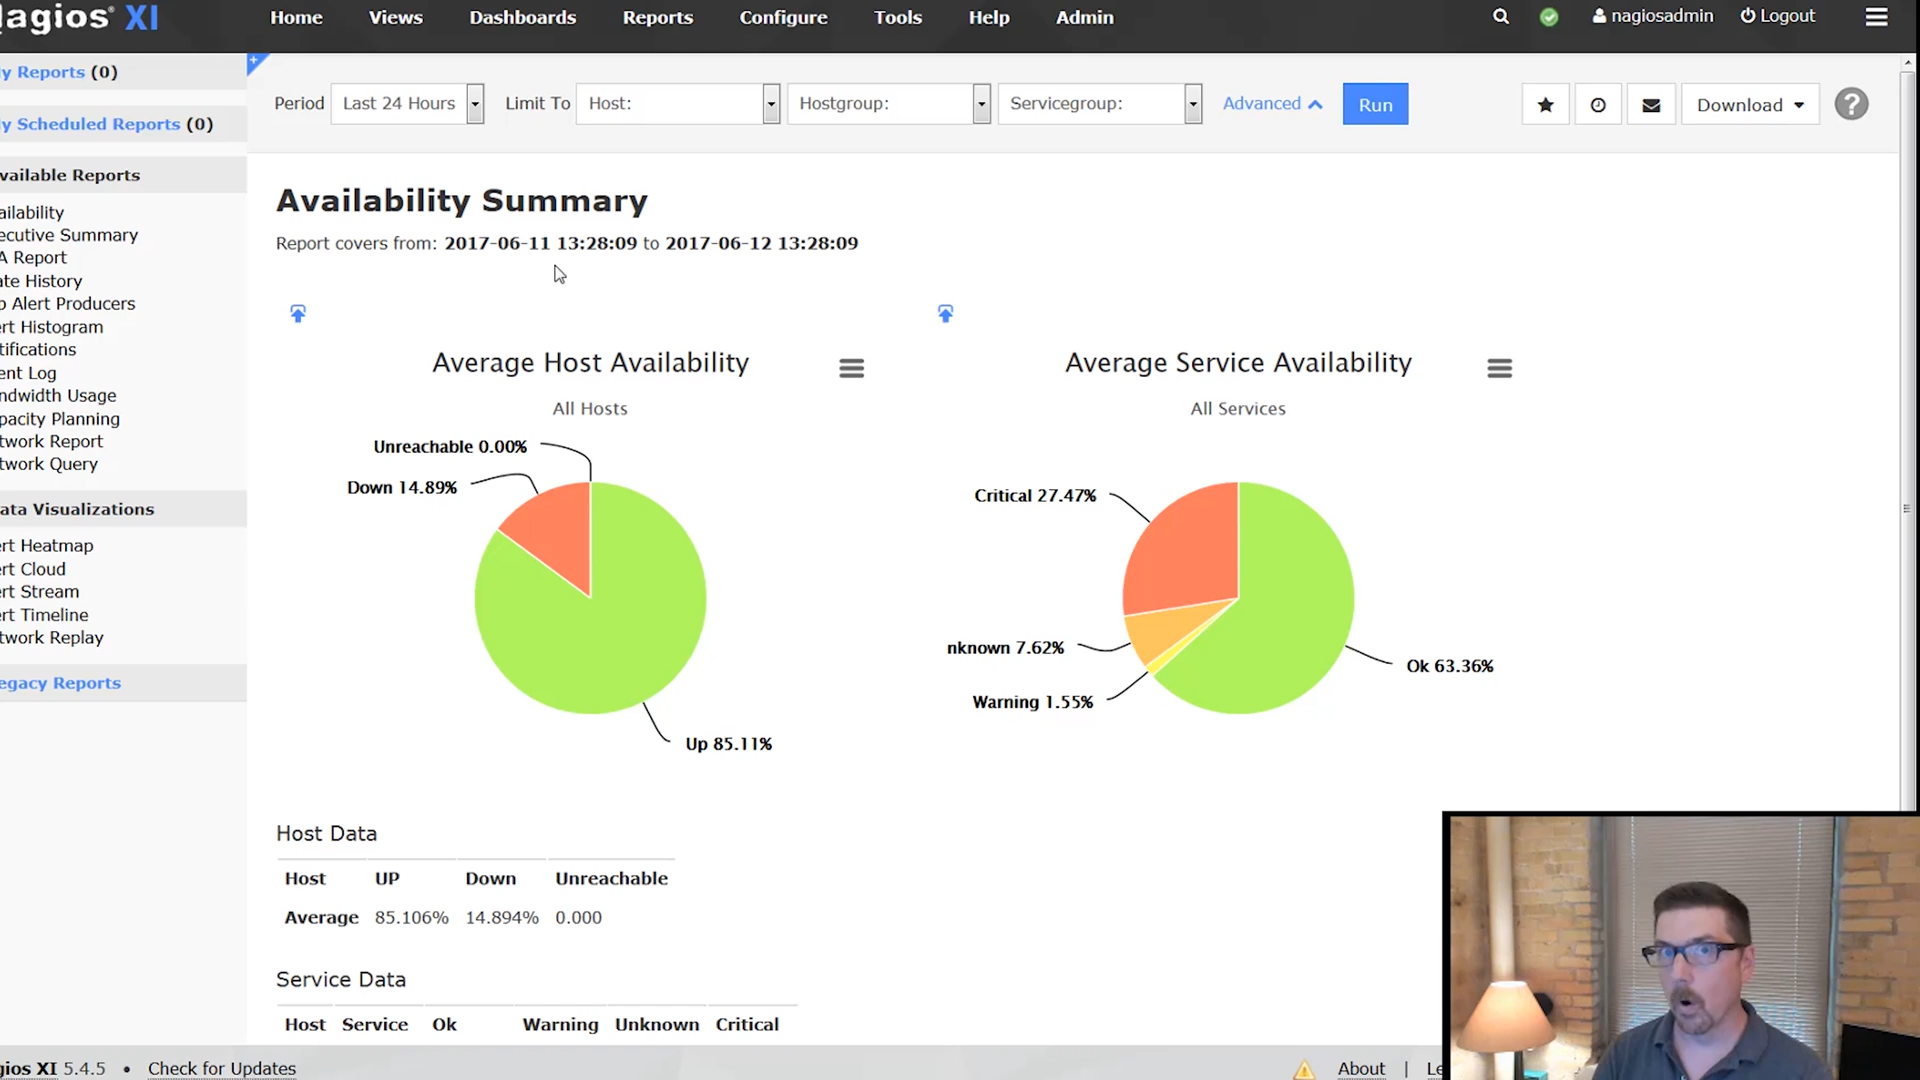 agios® XI
Home Views Dashboards Reports Configure Tools Help Admin
nagiosadmin Logout
y Reports (0)
y Scheduled Reports (0)
vailable Reports
ailability
ecutive Summary
A Report
ate History
p Alert Producers
ert Histogram
tifications
ent Log
ndwidth Usage
pacity Planning
twork Report
twork Query
ata Visualizations
ert Heatmap
ert Cloud
ert Stream
ert Timeline
twork Replay
egacy Reports
Period Last 24 Hours Limit To Host: Hostgroup: Servicegroup: Advanced Run Download ?
Availability Summary
Report covers from: 2017-06-11 13:28:09 to 2017-06-12 13:28:09
Average Host Availability
All Hosts
Unreachable 0.00%
Down 14.89%
Up 85.11%
Average Service Availability
All Services
Critical 27.47%
nknown 7.62%
Warning 1.55%
Ok 63.36%
Host Data
Host UP Down Unreachable
Average 85.106% 14.894% 0.000
Service Data
Host Service Ok Warning Unknown Critical
gios XI 5.4.5 • Check for Updates
About | Le